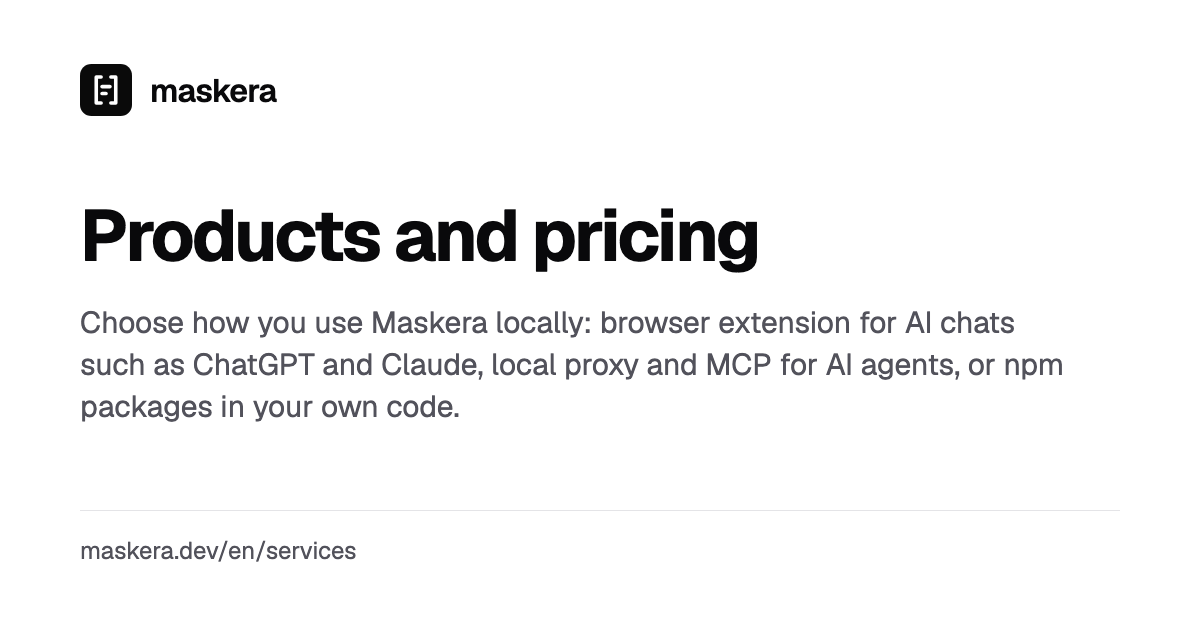 maskera
Products and pricing
Choose how you use Maskera locally: browser extension for AI chats
such as ChatGPT and Claude, local proxy and MCP for AI agents, or npm
packages in your own code.
maskera.dev/en/services